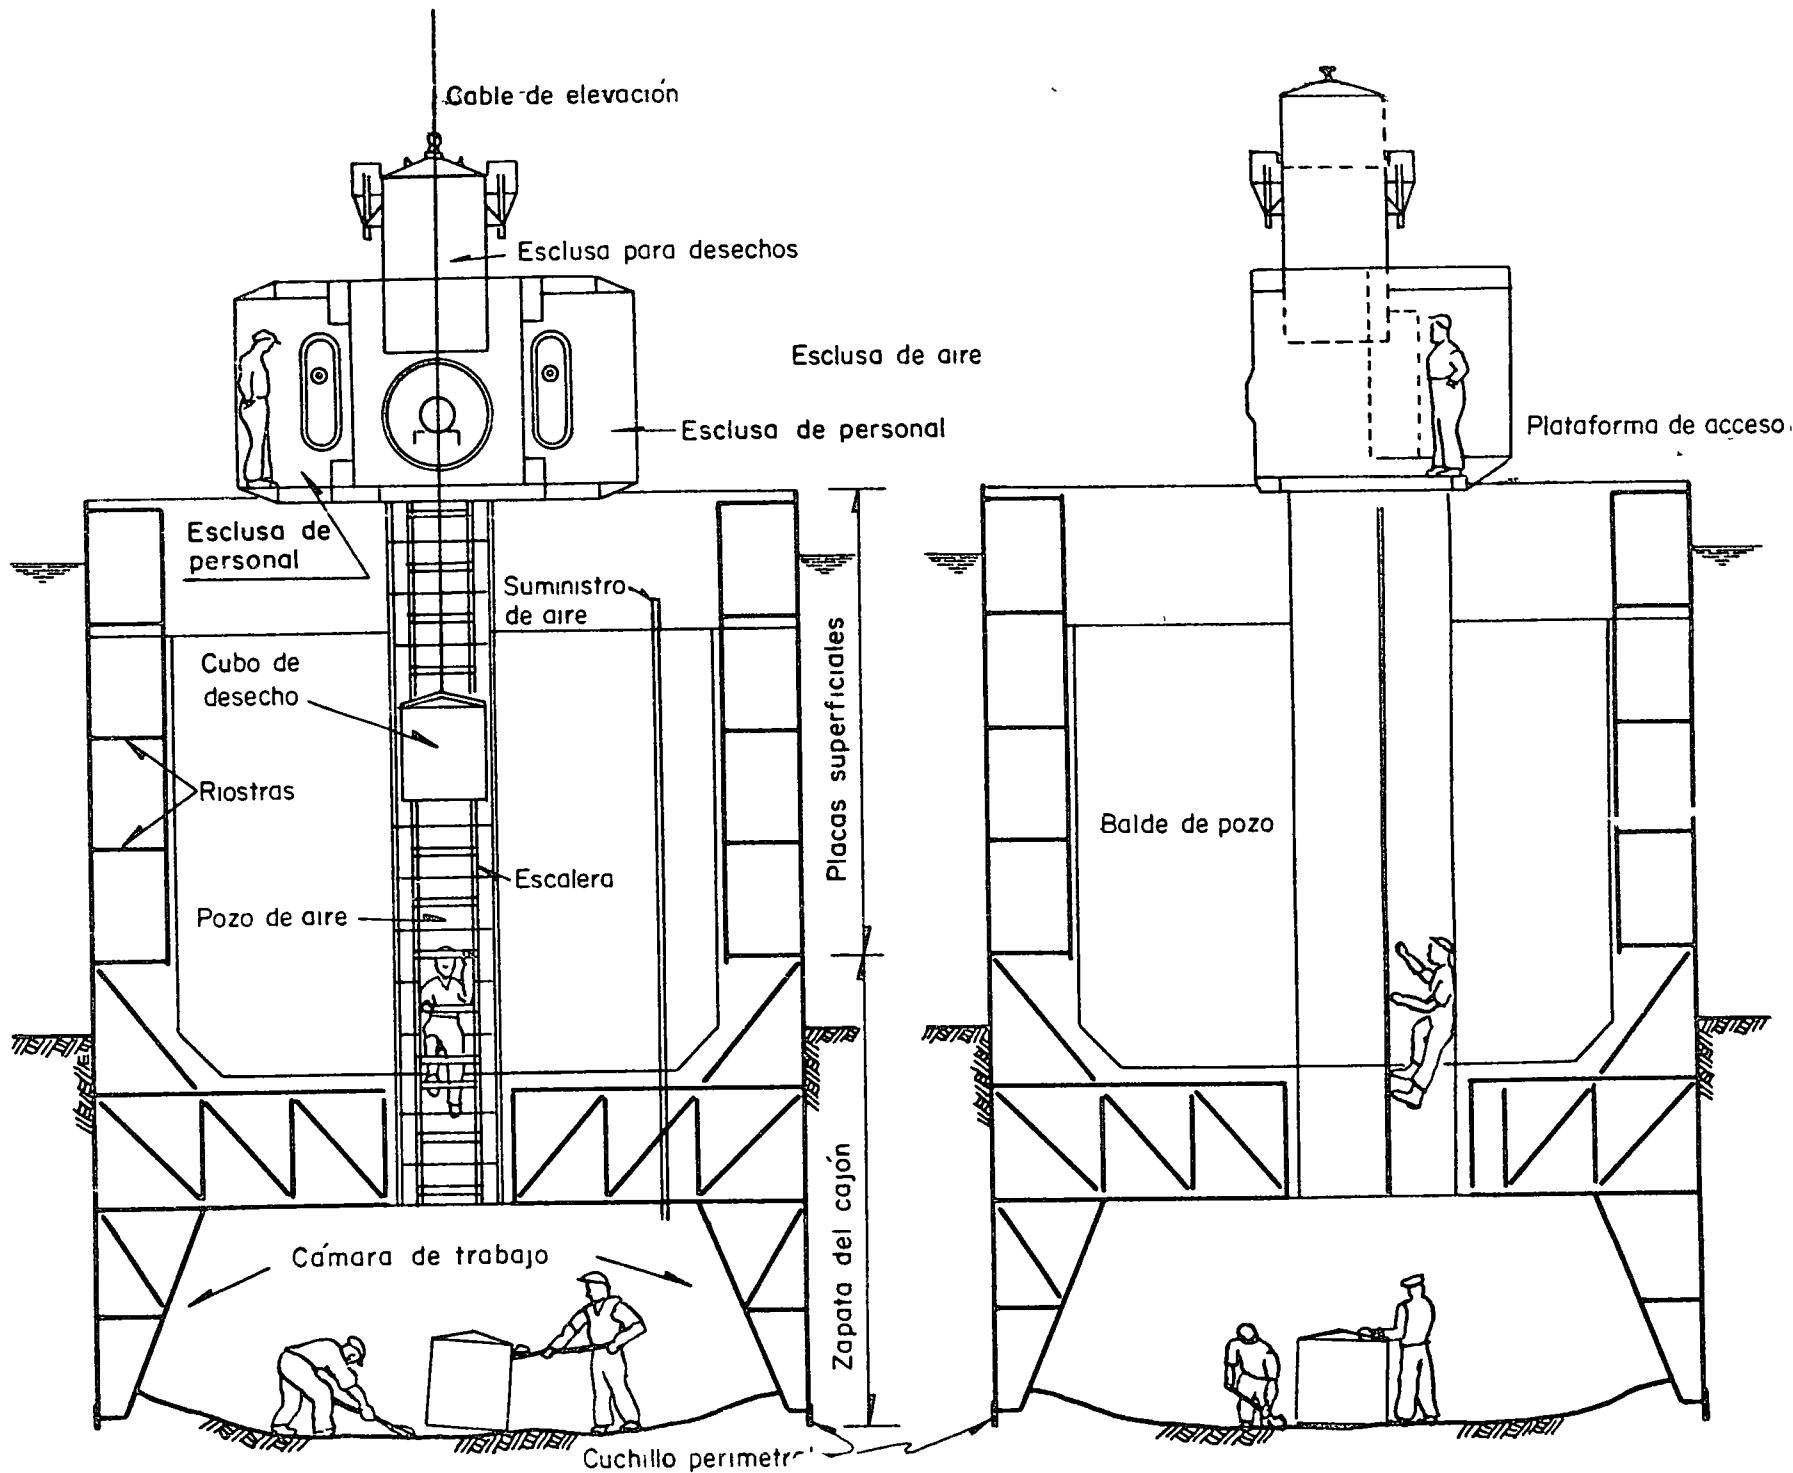 Cable de elevación
Esclusa para desechos
Esclusa de aire
Esclusa de personal
Plataforma de acceso
Esclusa de
personal
Suministro
de aire
Cubo de
desecho
Placas superficiales
Riostras
Balde de pozo
Escalera
Pozo de aire
Zapata del cajón
Cámara de trabajo
Cuchillo